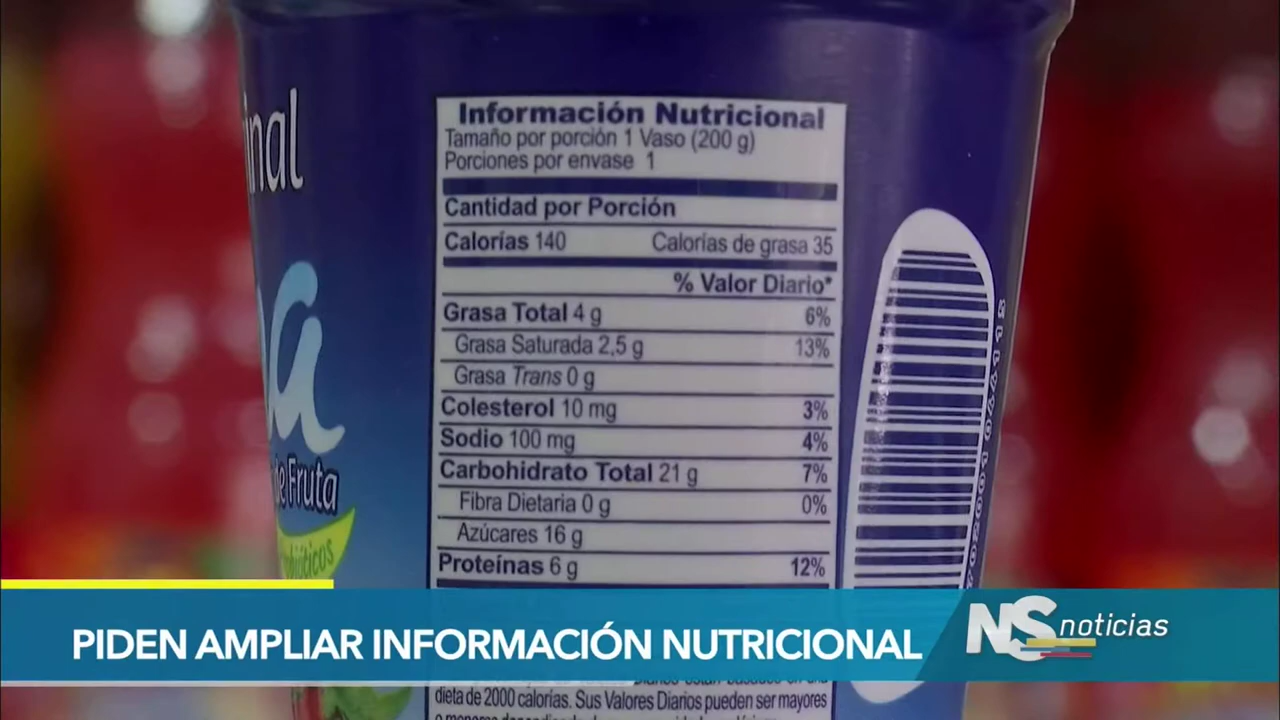 inal
a
de Fruta
Información Nutricional
Tamaño por porción 1 Vaso (200 g)
Porciones por envase 1
Cantidad por Porción
Calorías 140 Calorías de grasa 35
% Valor Diario*
Grasa Total 4 g 6%
Grasa Saturada 2,5 g 13%
Grasa Trans 0 g
Colesterol 10 mg 3%
Sodio 100 mg 4%
Carbohidrato Total 21 g 7%
Fibra Dietaria 0 g 0%
Azúcares 16 g
Proteínas 6 g 12%
PIDEN AMPLIAR INFORMACIÓN NUTRICIONAL
NS noticias
dieta de 2000 calorías. Sus Valores Diarios pueden ser mayores